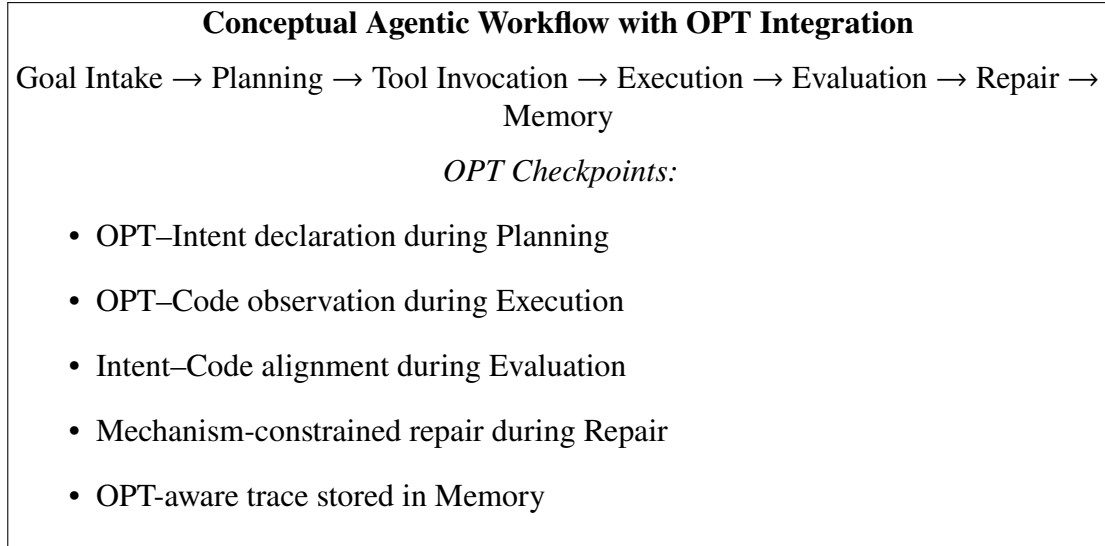 Conceptual Agentic Workflow with OPT Integration
Goal Intake → Planning → Tool Invocation → Execution → Evaluation → Repair →
Memory
OPT Checkpoints:
• OPT–Intent declaration during Planning
• OPT–Code observation during Execution
• Intent–Code alignment during Evaluation
• Mechanism-constrained repair during Repair
• OPT-aware trace stored in Memory